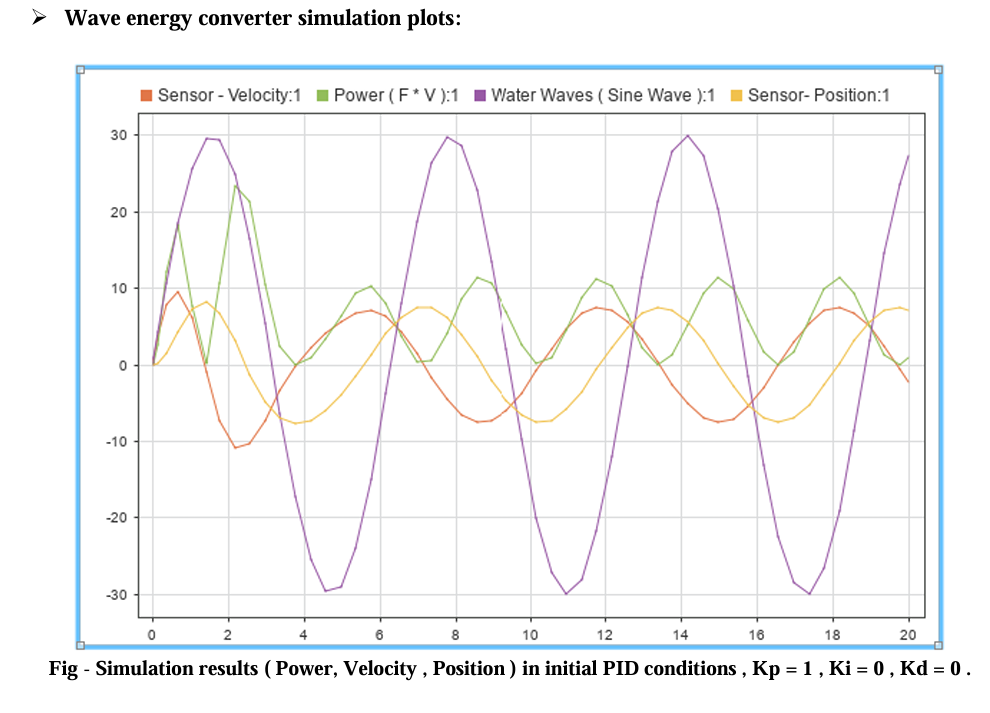 ➢ Wave energy converter simulation plots:
Sensor - Velocity:1 Power ( F * V ):1 Water Waves ( Sine Wave ):1 Sensor- Position:1
30
20
10
0
-10
-20
-30
0 2 4 6 8 10 12 14 16 18 20
Fig - Simulation results ( Power, Velocity , Position ) in initial PID conditions , Kp = 1 , Ki = 0 , Kd = 0 .